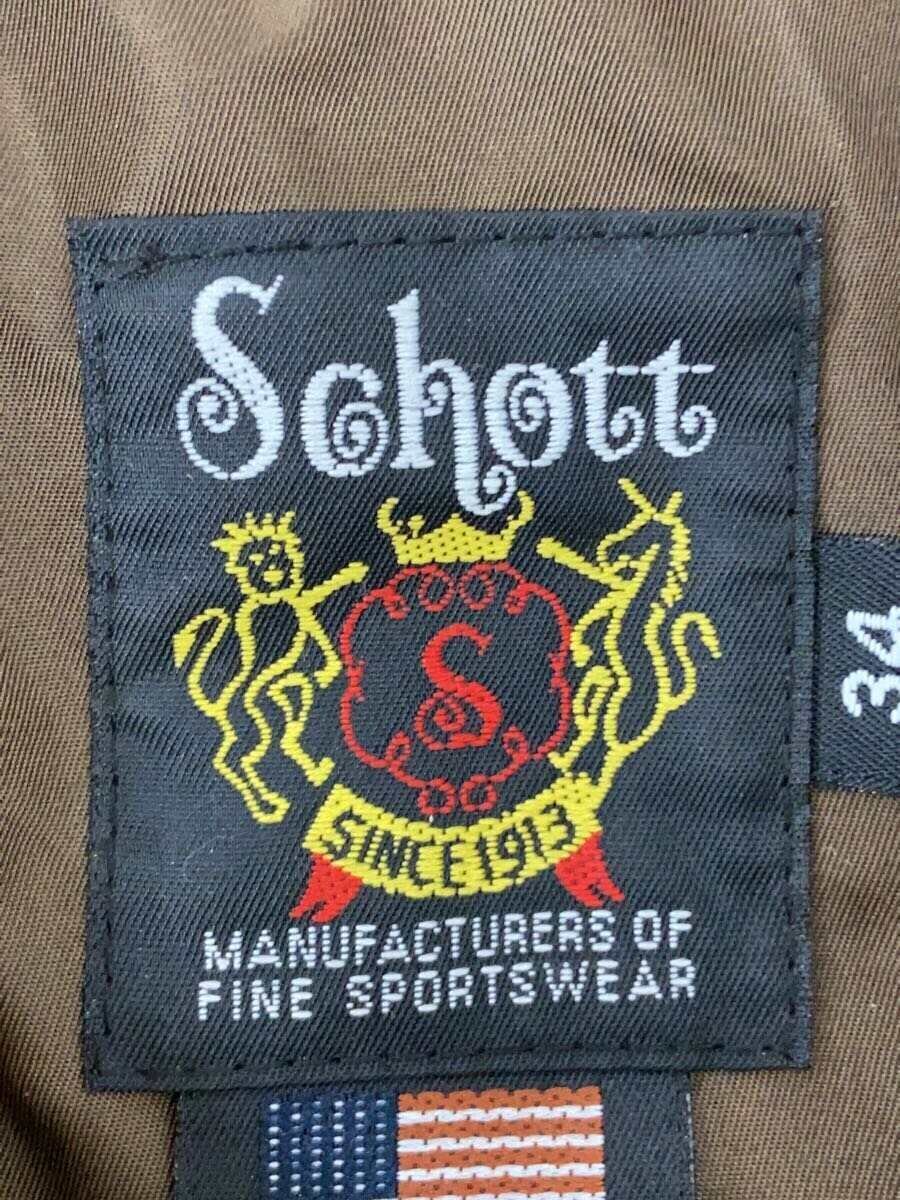 Schott
S
SINCE 1913
MANUFACTURERS OF
FINE SPORTSWEAR
34